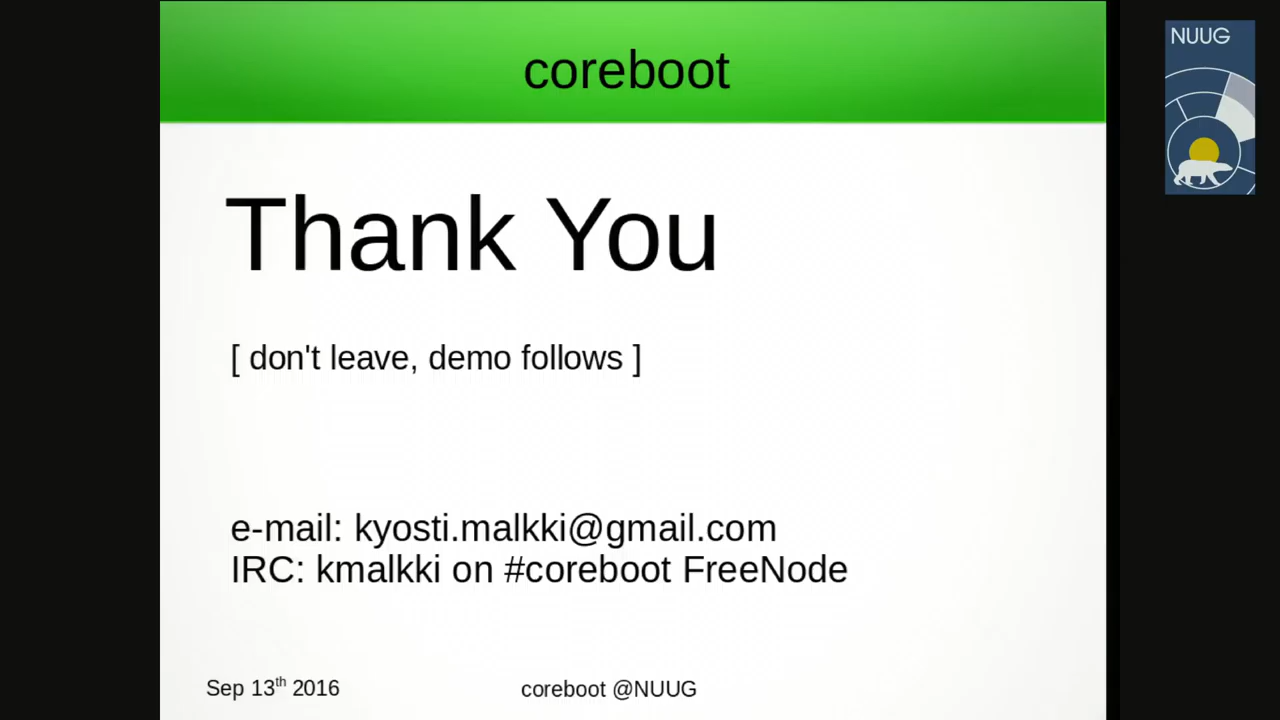 coreboot
NUUG
Thank You
[ don't leave, demo follows ]
e-mail: kyosti.malkki@gmail.com
IRC: kmalkki on #coreboot FreeNode
Sep 13th 2016
coreboot @NUUG